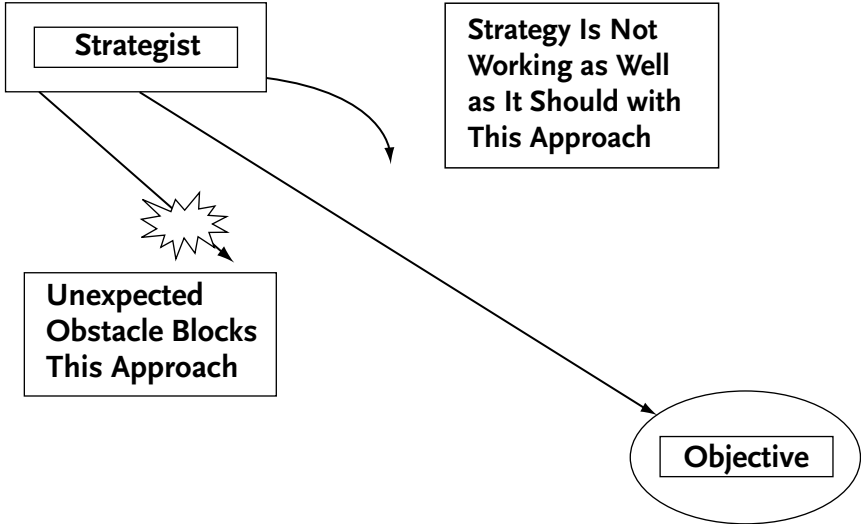 Strategist
Strategy Is Not
Working as Well
as It Should with
This Approach
Unexpected
Obstacle Blocks
This Approach
Objective